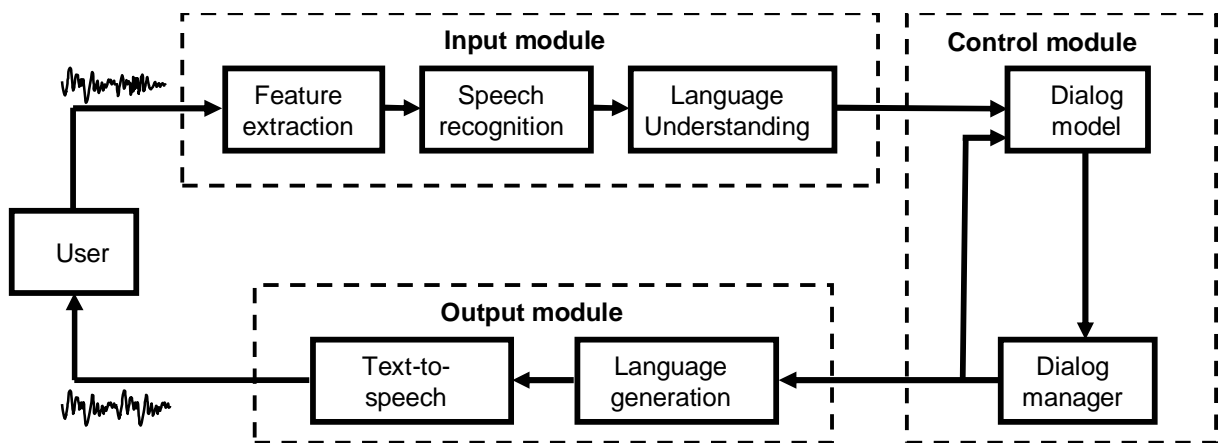 Input module
Control module
Feature
extraction
Speech
recognition
Language
Understanding
Dialog
model
User
Output module
Text-to-
speech
Language
generation
Dialog
manager